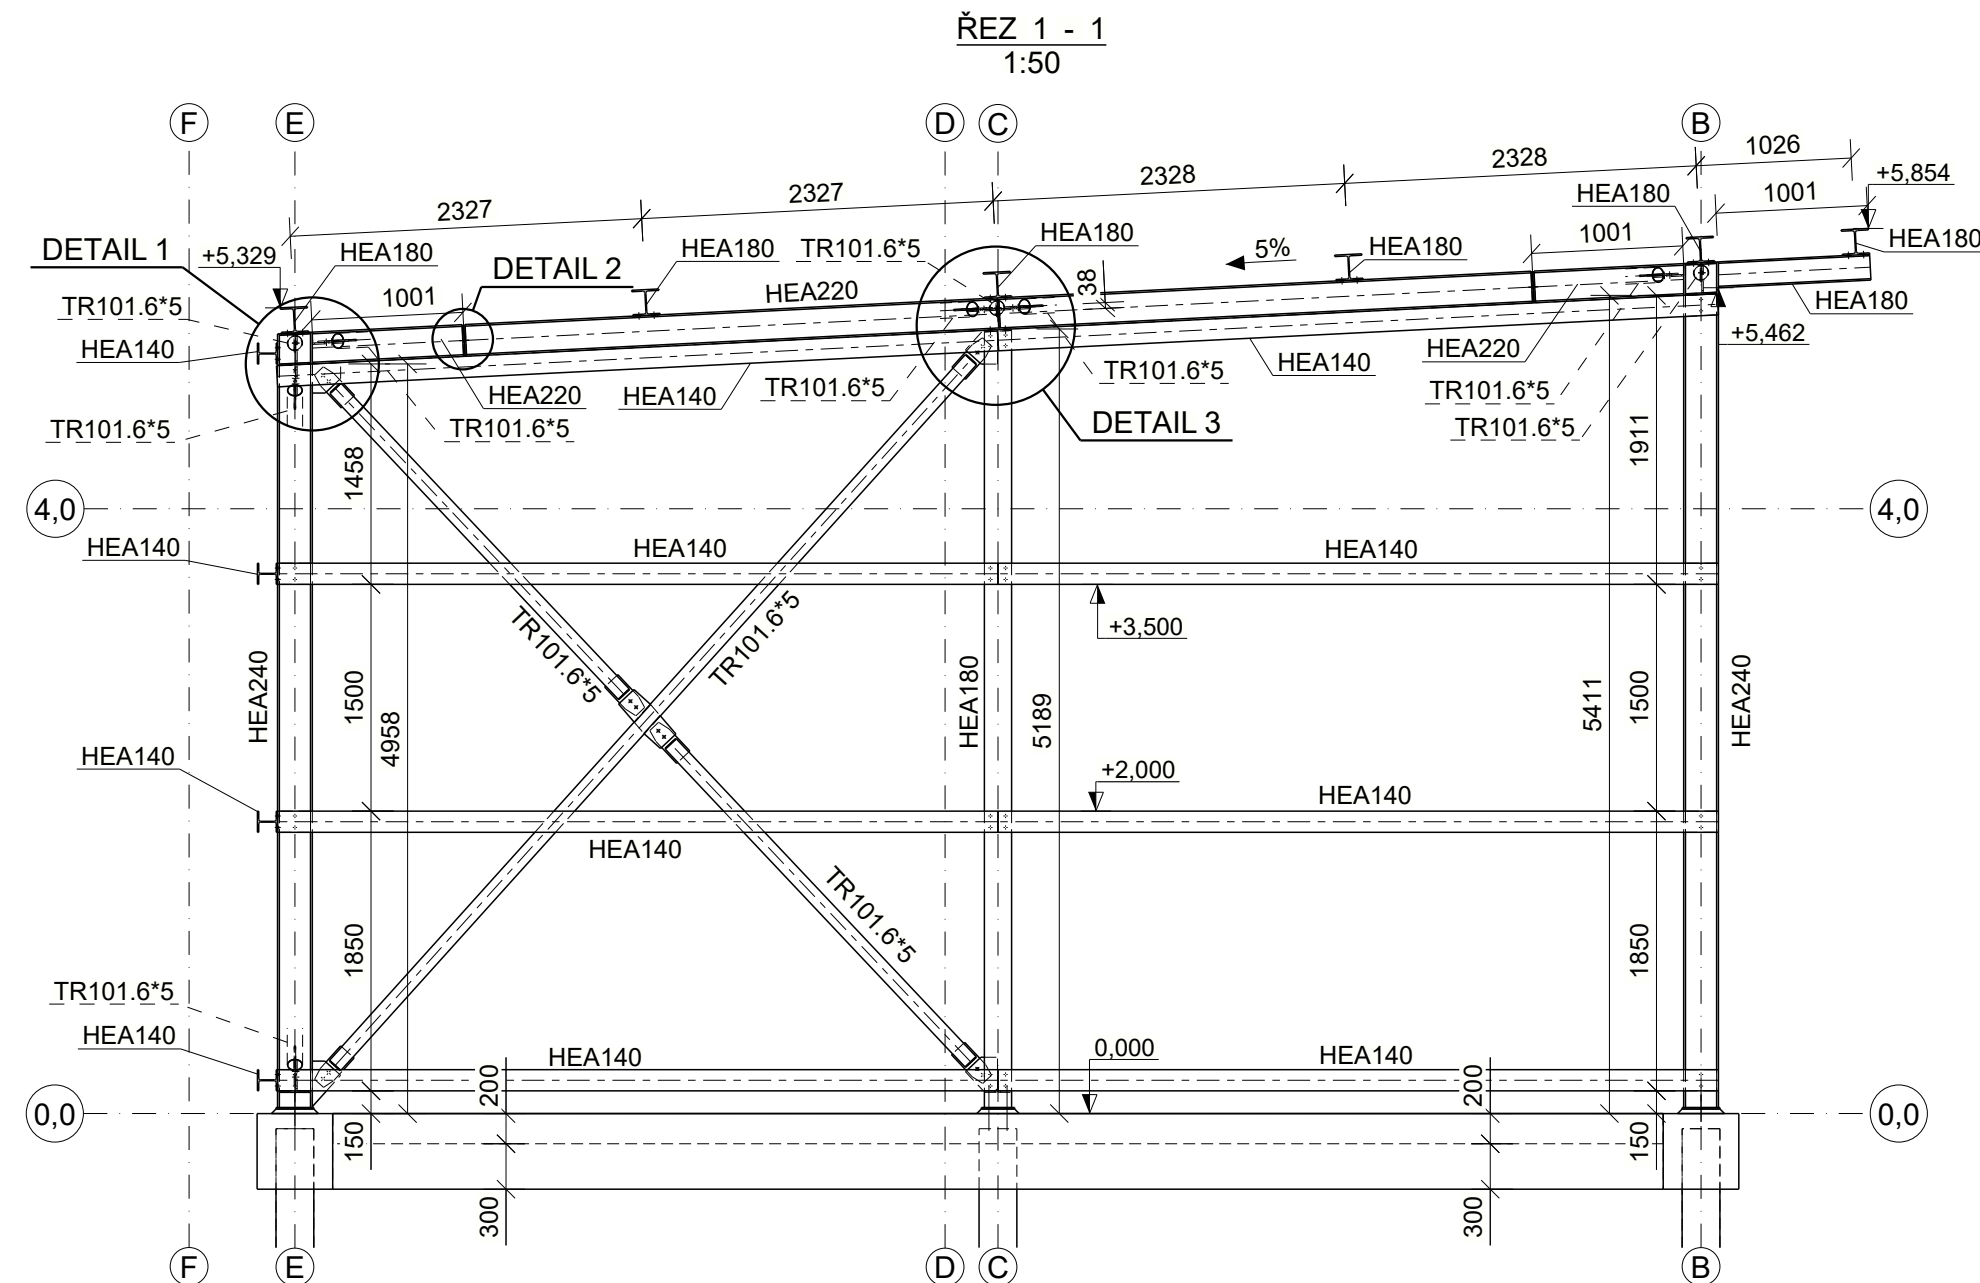 ŘEZ 1 - 1
1:50
F E D C B
2327
2327
2328
2328
1026
1001
+5,854
HEA180
DETAIL 1
+5,329
HEA180
DETAIL 2
HEA180
TR101.6*5
HEA180
5%
HEA180
1001
HEA180
TR101.6*5
1001
HEA220
38
HEA180
HEA140
+5,462
HEA220
HEA140
TR101.6*5
TR101.6*5
HEA140
HEA220
TR101.6*5
TR101.6*5
TR101.6*5
TR101.6*5
DETAIL 3
1458
1911
4,0
4,0
HEA140
HEA140
HEA140
+3,500
TR101.6*5
TR101.6*5
HEA240
1500
4958
HEA180
5189
5411
1500
HEA240
HEA140
+2,000
HEA140
HEA140
TR101.6*5
1850
1850
TR101.6*5
HEA140
HEA140
0,000
HEA140
200
200
0,0
0,0
150
150
300
300
F E D C B